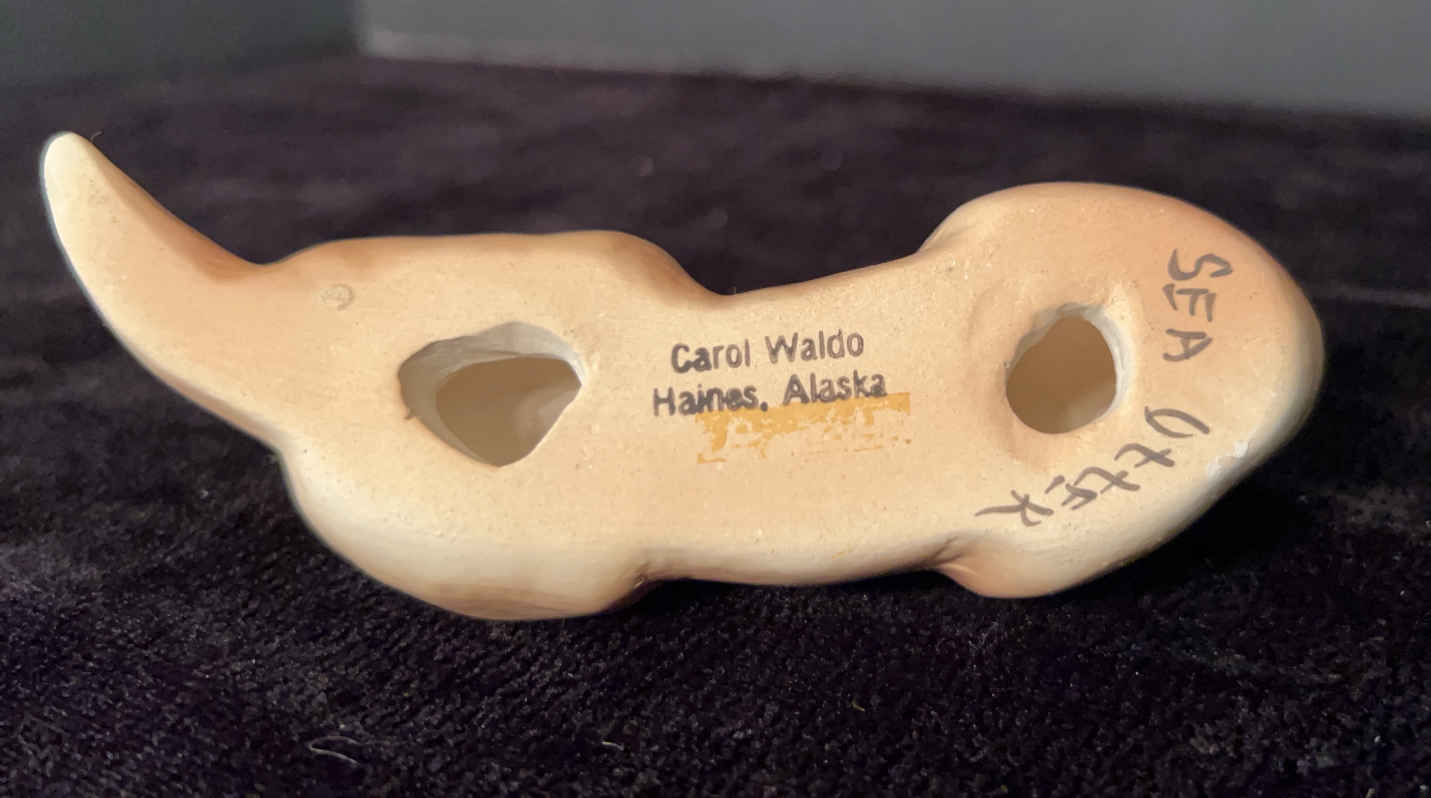 Carol Waldo
Haines, Alaska
SEA
OttER